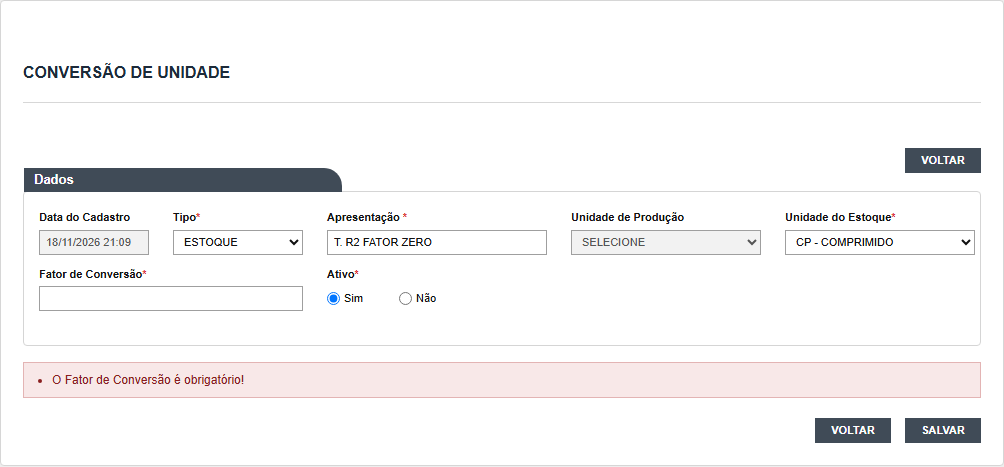 CONVERSÃO DE UNIDADE
VOLTAR
Dados
Data do Cadastro Tipo* Apresentação * Unidade de Produção Unidade do Estoque*
18/11/2026 21:09 ESTOQUE T. R2 FATOR ZERO SELECIONE CP - COMPRIMIDO
Fator de Conversão* Ativo*
Sim Não
O Fator de Conversão é obrigatório!
VOLTAR SALVAR